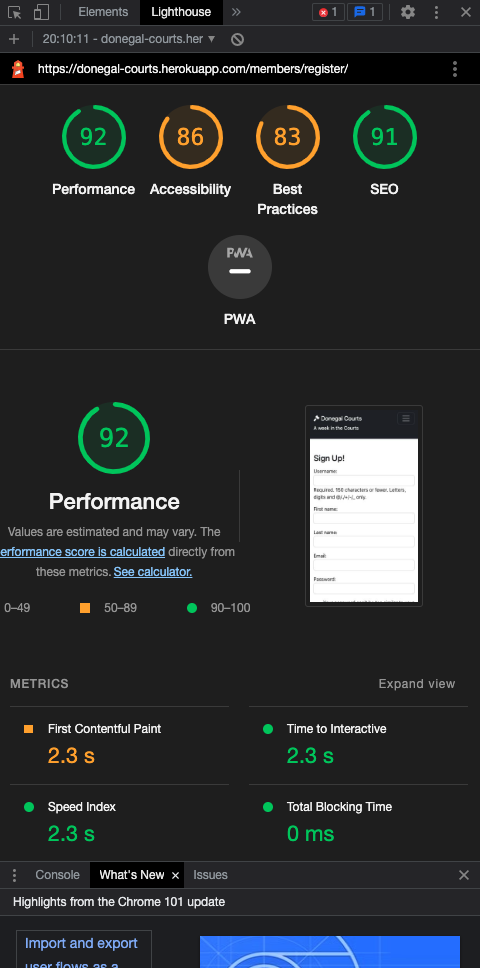 Elements
Lighthouse
»
1
1
20:10:11 - donegal-courts.her
https://donegal-courts.herokuapp.com/members/register/
92
86
83
91
Performance
Accessibility
Best
Practices
SEO
PWA
PWA
92
Performance
Values are estimated and may vary. The
erformance score is calculated directly from
these metrics. See calculator.
0–49
50–89
90–100
Donegal Courts
A week in the Courts
Sign Up!
Username:
Required. 150 characters or fewer. Letters,
digits and @/./+/-/_ only.
First name:
Last name:
Email:
Password:
METRICS
Expand view
First Contentful Paint
2.3 s
Time to Interactive
2.3 s
Speed Index
2.3 s
Total Blocking Time
0 ms
Console
What's New
Issues
Highlights from the Chrome 101 update
Import and export
user flows as a